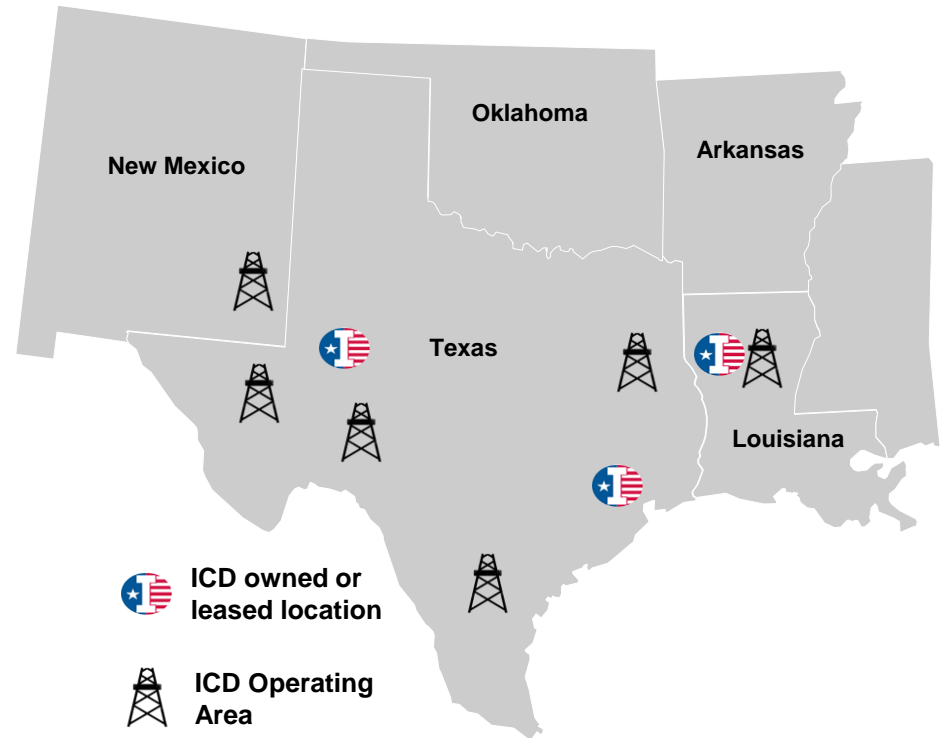 Oklahoma
Arkansas
New Mexico
Texas
Louisiana
ICD owned or
leased location
ICD Operating
Area